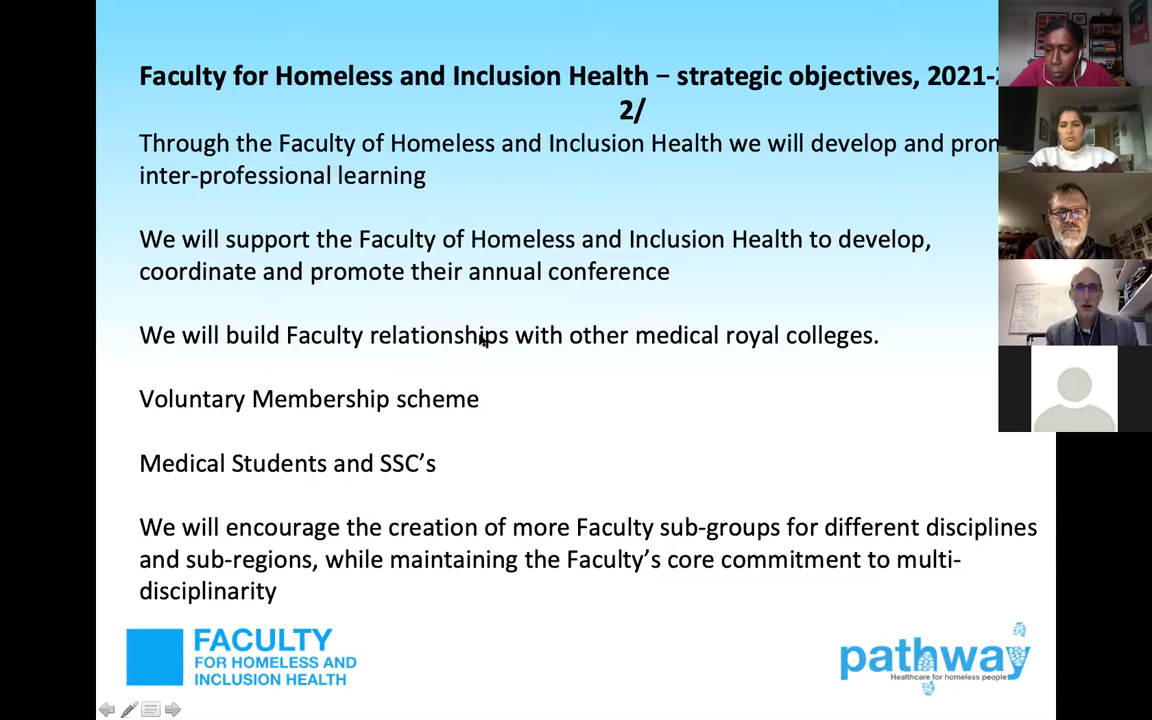 Faculty for Homeless and Inclusion Health – strategic objectives, 2021-
2/
Through the Faculty of Homeless and Inclusion Health we will develop and
inter-professional learning
We will support the Faculty of Homeless and Inclusion Health to develop,
coordinate and promote their annual conference
We will build Faculty relationships with other medical royal colleges.
Voluntary Membership scheme
Medical Students and SSC’s
We will encourage the creation of more Faculty sub-groups for different disciplines
and sub-regions, while maintaining the Faculty’s core commitment to multi-
disciplinarity
FACULTY
FOR HOMELESS AND
INCLUSION HEALTH
pathway
Healthcare for homeless people